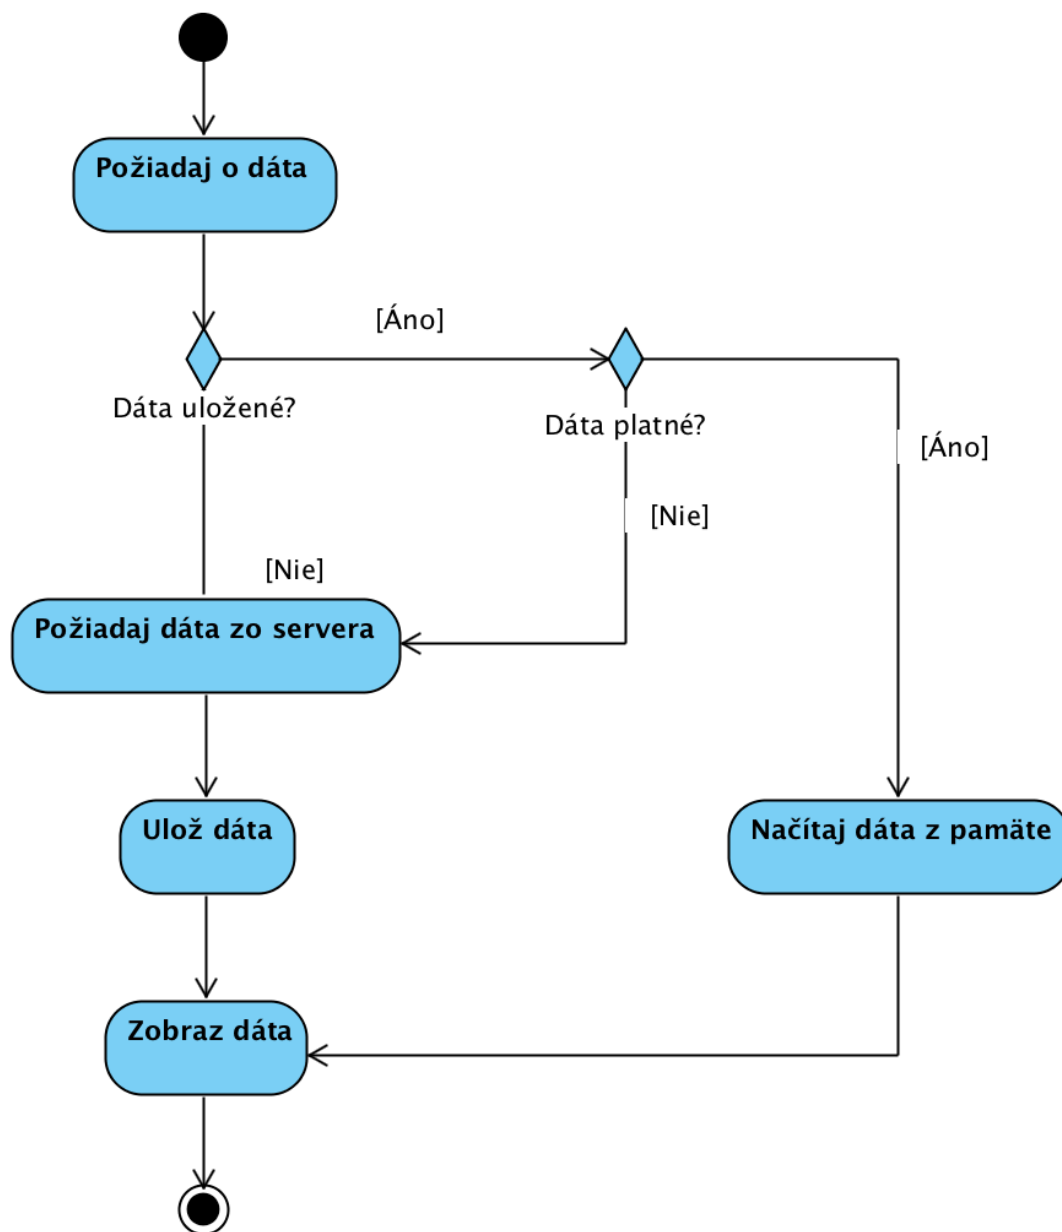 Požiadaj o dáta
[Áno]
Dáta uložené?
Dáta platné?
[Áno]
[Nie]
[Nie]
Požiadaj dáta zo servera
Ulož dáta
Načítaj dáta z pamäte
Zobraz dáta